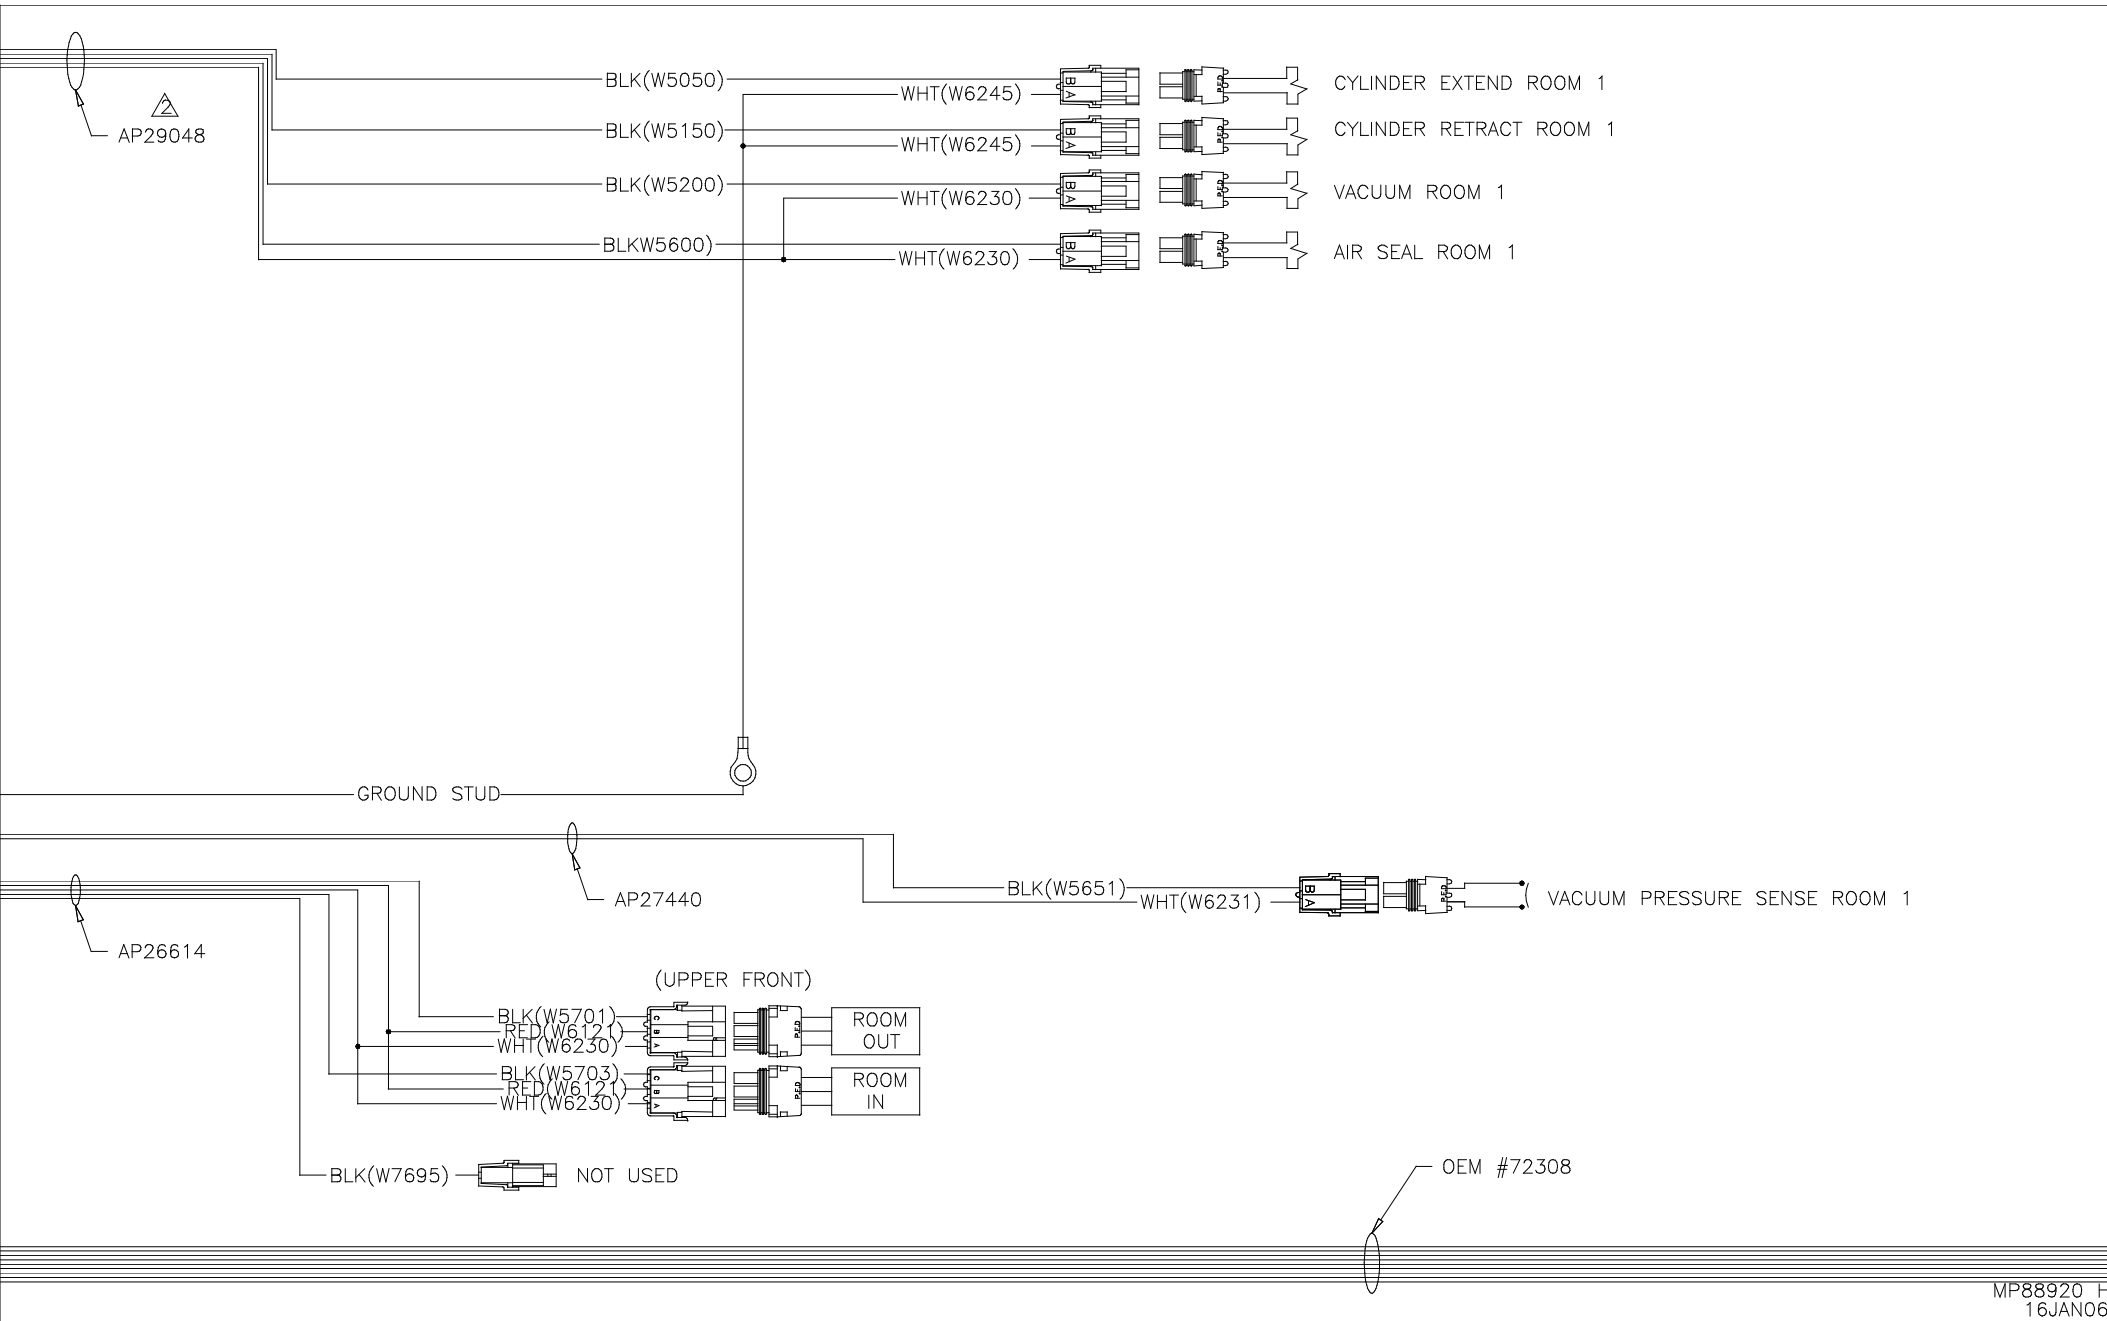 BLK(W5050)
B
A
P.E.D
CYLINDER EXTEND ROOM 1
WHT(W6245)
2
AP29048
BLK(W5150)
B
A
P.E.D
CYLINDER RETRACT ROOM 1
WHT(W6245)
BLK(W5200)
B
A
P.E.D
VACUUM ROOM 1
WHT(W6230)
BLKW5600)
B
A
P.E.D
AIR SEAL ROOM 1
WHT(W6230)
GROUND STUD
AP27440
BLK(W5651)
WHT(W6231)
B
A
P.E.D
VACUUM PRESSURE SENSE ROOM 1
AP26614
(UPPER FRONT)
BLK(W5701)
RED(W6121)
WHT(W6230)
C
B
A
P.E.D
ROOM
OUT
BLK(W5703)
RED(W6121)
WHT(W6230)
C
B
A
P.E.D
ROOM
IN
BLK(W7695)
NOT USED
OEM #72308
MP88920 H
16JAN06